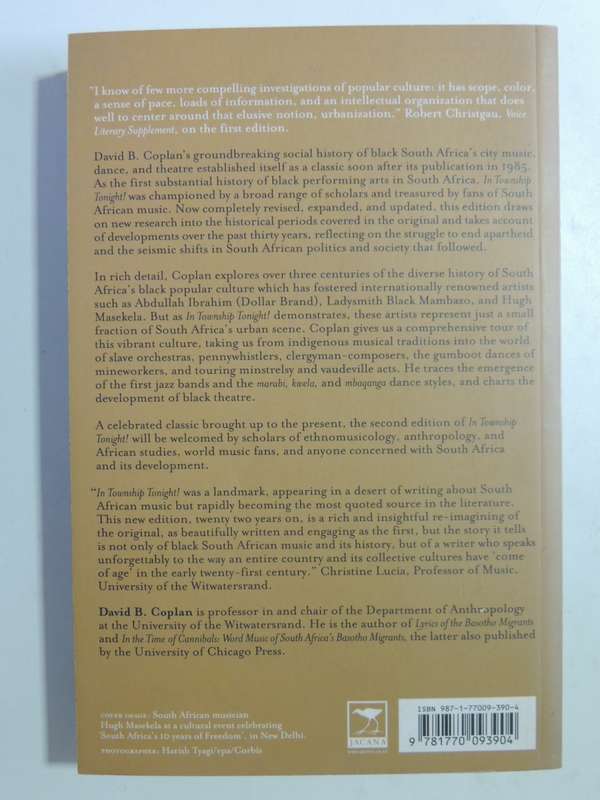 "I know of few more compelling investigations of popular culture: it has scope, color,
a sense of pace, loads of information, and an intellectual organization that does
well to center around that elusive notion, urbanization." Robert Christgau, Voice
Literary Supplement, on the first edition.
David B. Coplan's groundbreaking social history of black South Africa's city music,
dance, and theatre established itself as a classic soon after its publication in 1985.
As the first substantial history of black performing arts in South Africa, In Township
Tonight! was championed by a broad range of scholars and treasured by fans of South
African music. Now completely revised, expanded, and updated, this edition draws
on new research into the historical periods covered in the original and takes account
of developments over the past thirty years, reflecting on the struggle to end apartheid
and the seismic shifts in South African politics and society that followed.
In rich detail, Coplan explores over three centuries of the diverse history of South
Africa's black popular culture which has fostered internationally renowned artists
such as Abdullah Ibrahim (Dollar Brand), Ladysmith Black Mambazo, and Hugh
Masekela. But as In Township Tonight! demonstrates, these artists represent just a small
fraction of South Africa's urban scene. Coplan gives us a comprehensive tour of
this vibrant culture, taking us from indigenous musical traditions into the world
of slave orchestras, pennywhistlers, clergyman-composers, the gumboot dances of
mineworkers, and touring minstrelsy and vaudeville acts. He traces the emergence
of the first jazz bands and the marabi, kwela, and mbaqanga dance styles, and charts the
development of black theatre.
A celebrated classic brought up to the present, the second edition of In Township
Tonight! will be welcomed by scholars of ethnomusicology, anthropology, and
African studies, world music fans, and anyone concerned with South Africa
and its development.
"In Township Tonight! was a landmark, appearing in a desert of writing about South
African music but rapidly becoming the most quoted source in the literature.
This new edition, twenty two years on, is a rich and insightful re-imagining of
the original, as beautifully written and engaging as the first, but the story it tells
is not only of black South African music and its history, but of a writer who speaks
unforgettably to the way an entire country and its collective cultures have 'come
of age' in the early twenty-first century." Christine Lucia, Professor of Music,
University of the Witwatersrand.
David B. Coplan is professor in and chair of the Department of Anthropology
at the University of the Witwatersrand. He is the author of Lyrics of the Basotho Migrants
and In the Time of Cannibals: Word Music of South Africa's Basotho Migrants, the latter also published
by the University of Chicago Press.
COVER IMAGE: South African musician
Hugh Masekela at a cultural event celebrating
'South Africa's 10 years of Freedom', in New Delhi.
PHOTOGRAPHER: Harish Tyagi/epa/Corbis
JACANA
ISBN 987-1-77009-390-4
9 781770 093904